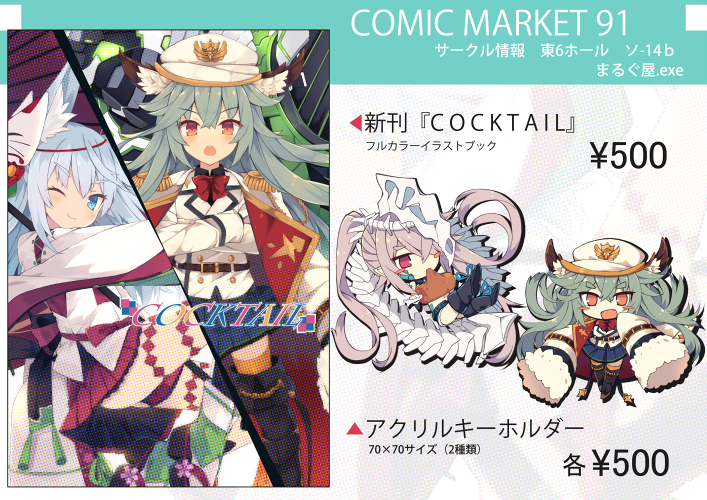 COMIC MARKET 91
サークル情報 東6ホール ソ-14b
まるぐ屋.exe
COCKTAIL
◀新刊『COCKTAIL』
フルカラーイラストブック
¥500
▲アクリルキーホルダー
70×70サイズ（2種類）
各¥500